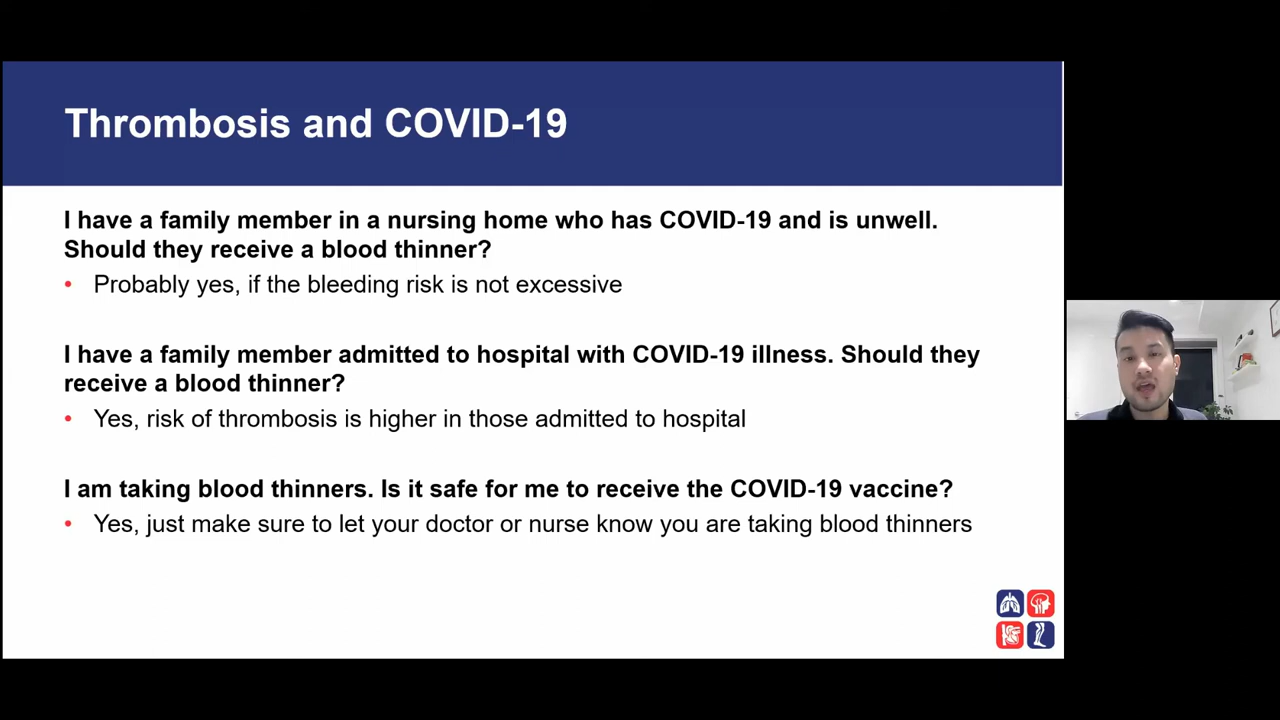 Thrombosis and COVID-19
I have a family member in a nursing home who has COVID-19 and is unwell.
Should they receive a blood thinner?
• Probably yes, if the bleeding risk is not excessive
I have a family member admitted to hospital with COVID-19 illness. Should they
receive a blood thinner?
• Yes, risk of thrombosis is higher in those admitted to hospital
I am taking blood thinners. Is it safe for me to receive the COVID-19 vaccine?
• Yes, just make sure to let your doctor or nurse know you are taking blood thinners